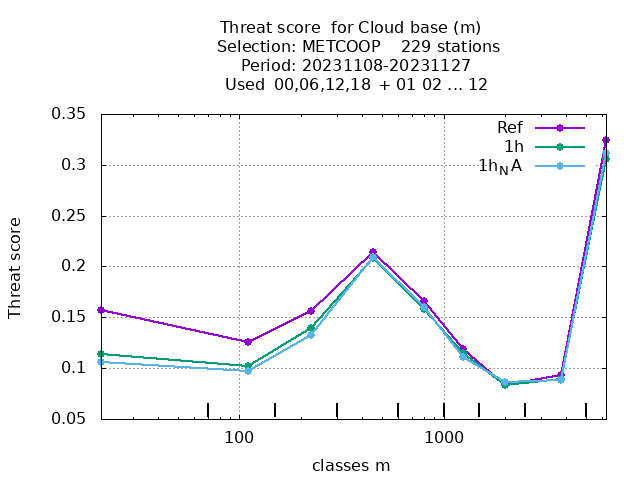 Threat score for Cloud base (m)
Selection: METCOOP 229 stations
Period: 20231108-20231127
Used 00,06,12,18 + 01 02 ... 12
Ref
1h
1h_NA
0.35
0.3
0.25
0.2
0.15
0.1
0.05
Threat score
100
1000
classes m